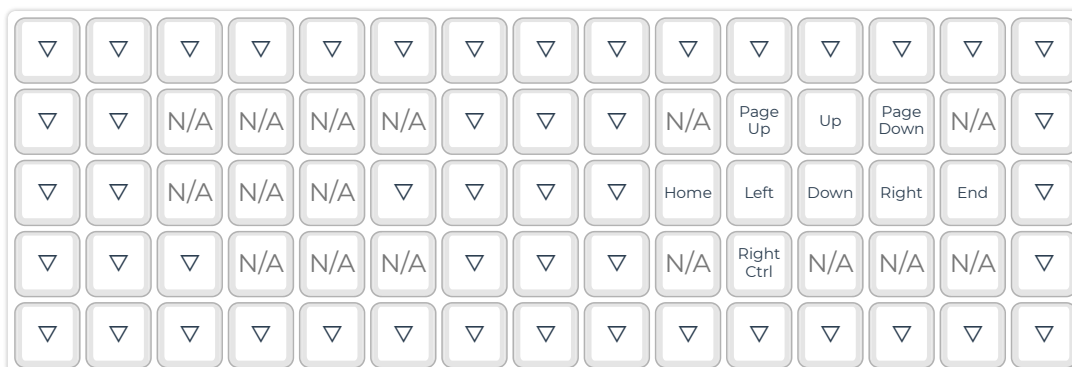 ▽ ▽ ▽ ▽ ▽ ▽ ▽ ▽ ▽ ▽ ▽ ▽ ▽ ▽ ▽
▽ ▽ N/A N/A N/A N/A ▽ ▽ ▽ N/A Page Up Up Page Down N/A ▽
▽ ▽ N/A N/A N/A ▽ ▽ ▽ ▽ Home Left Down Right End ▽
▽ ▽ ▽ N/A N/A N/A ▽ ▽ ▽ N/A Right Ctrl N/A N/A N/A ▽
▽ ▽ ▽ ▽ ▽ ▽ ▽ ▽ ▽ ▽ ▽ ▽ ▽ ▽ ▽